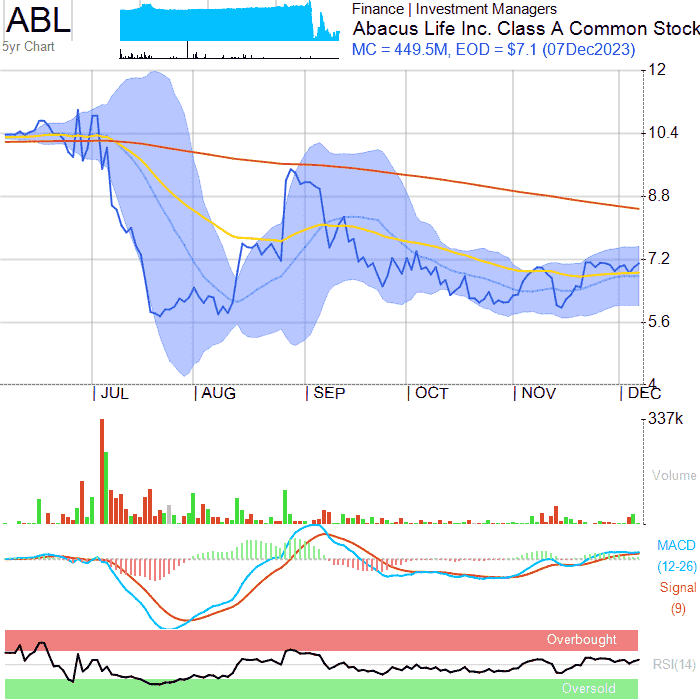 ABL
5yr Chart
Finance | Investment Managers
Abacus Life Inc. Class A Common Stock
MC = 449.5M, EOD = $7.1 (07Dec2023)
12
10.4
8.8
7.2
5.6
4
JUL AUG SEP OCT NOV DEC
337k
Volume
MACD
(12-26)
Signal
(9)
Overbought
RSI(14)
Oversold